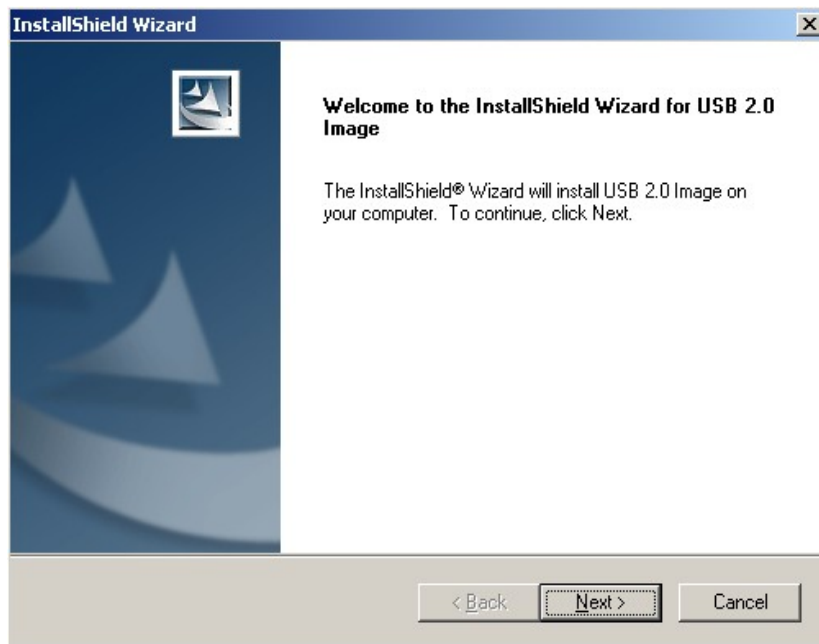 InstallShield Wizard
Welcome to the InstallShield Wizard for USB 2.0
Image
The InstallShield® Wizard will install USB 2.0 Image on
your computer.  To continue, click Next.
< Back
Next >
Cancel